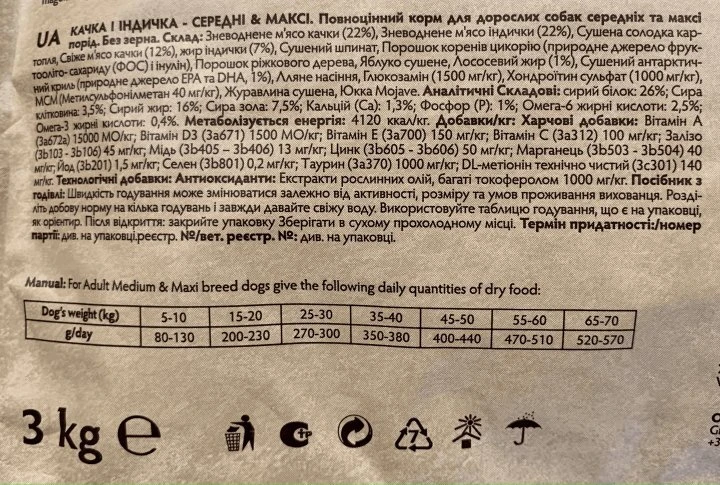 UA КАЧКА І ІНДИЧКА - СЕРЕДНІ & МАКСІ. Повноцінний корм для дорослих собак середніх та максі
порід. Без зерна. Склад: Зневоднене м'ясо качки (22%), Зневоднене м'ясо індички (22%), Сушена солодка кар-
топля, Свіже м'ясо качки (12%), жир індички (7%), Сушений шпинат, Порошок коренів цикорію (природне джерело фрук-
тооліго- сахариду (ФОС) і інулін), Порошок ріжкового дерева, Яблуко сушене, Лососевий жир (1%), Сушений антарктич-
ний криль (природне джерело EPA та DHA, 1%), Лляне насіння, Глюкозамін (1500 мг/кг), Хондроїтин сульфат (1000 мг/кг),
МСМ (Метилсульфонілметан 40 мг/кг), Журавлина сушена, Юкка Mojave. Аналітичні Складові: сирий білок: 26%; Сира
клітковина: 3,5%; Сирий жир: 16%; Сира зола: 7,5%; Кальцій (Ca): 1,3%; Фосфор (P): 1%; Омега-6 жирні кислоти: 2,5%;
Омега-3 жирні кислоти: 0,4%. Метаболізується енергія: 4120 ккал/кг. Добавки/кг: Харчові добавки: Вітамін А
(3a672a) 15000 МО/кг; Вітамін D3 (3a671) 1500 МО/кг; Вітамін Е (3a700) 150 мг/кг; Вітамін С (3a312) 100 мг/кг; Залізо
(3b103 - 3b106) 45 мг/кг; Мідь (3b405 – 3b406) 13 мг/кг; Цинк (3b605 - 3b606) 50 мг/кг; Марганець (3b503 - 3b504) 40
мг/кг; Йод (3b201) 1,5 мг/кг; Селен (3b801) 0,2 мг/кг; Таурин (3a370) 1000 мг/кг; DL-метіонін технічно чистий (3c301) 140
мг/кг. Технологічні добавки: Антиоксиданти: Екстракти рослинних олій, багаті токоферолом 1000 мг/кг. Посібник з
годівлі: Швидкість годування може змінюватися залежно від активності, розміру та умов проживання вихованця. Розді-
літь добову норму на кілька годувань і завжди давайте свіжу воду. Використовуйте таблицю годування, що є на упаковці,
як орієнтир. Після відкриття: закрийте упаковку Зберігати в сухому прохолодному місці. Термін придатності:/номер
партії: див. на упаковці.реєстр. №/вет. реєстр. №: див. на упаковці.
Manual: For Adult Medium & Maxi breed dogs give the following daily quantities of dry food:
Dog's weight (kg) 5-10 15-20 25-30 35-40 45-50 55-60 65-70
g/day 80-130 200-230 270-300 350-380 400-440 470-510 520-570
3 kg e
7